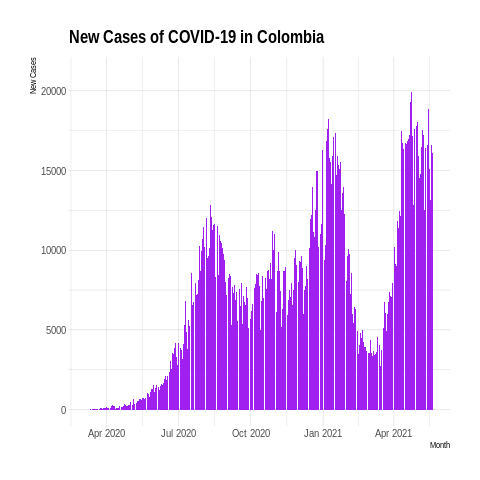 New Cases of COVID-19 in Colombia
New Cases
20000
15000
10000
5000
0
Apr 2020 Jul 2020 Oct 2020 Jan 2021 Apr 2021
Month